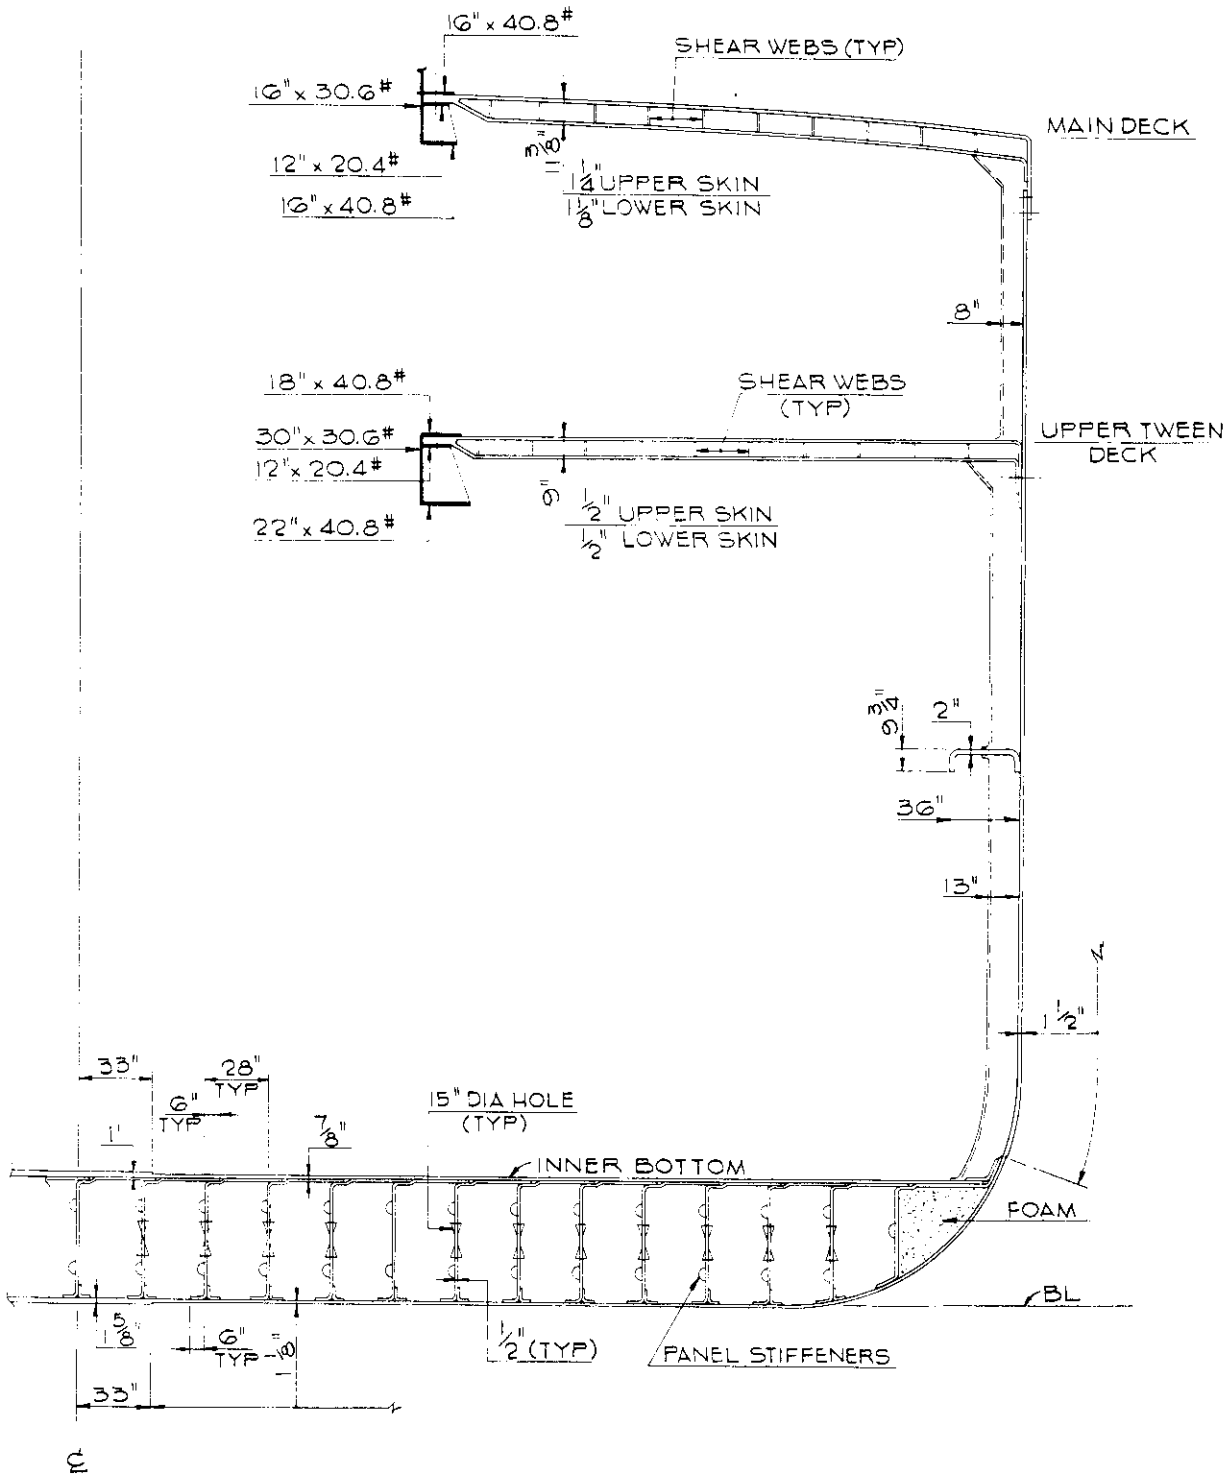 16" x 40.8#
SHEAR WEBS (TYP)
16" x 30.6#
MAIN DECK
12" x 20.4#
16" x 40.8#
1 1/4" UPPER SKIN
1 1/8" LOWER SKIN
8"
18" x 40.8#
SHEAR WEBS
(TYP)
30" x 30.6#
12" x 20.4#
22" x 40.8#
UPPER TWEEN
DECK
9"
1/2" UPPER SKIN
1/2" LOWER SKIN
9 3/4"
2"
36"
13"
1 1/2"
33"
28"
TYP
6"
TYP
1'
7/8"
15" DIA HOLE
(TYP)
INNER BOTTOM
FOAM
BL
1 5/8"
6"
TYP
1 1/8"
1/2" (TYP)
PANEL STIFFENERS
33"
℄